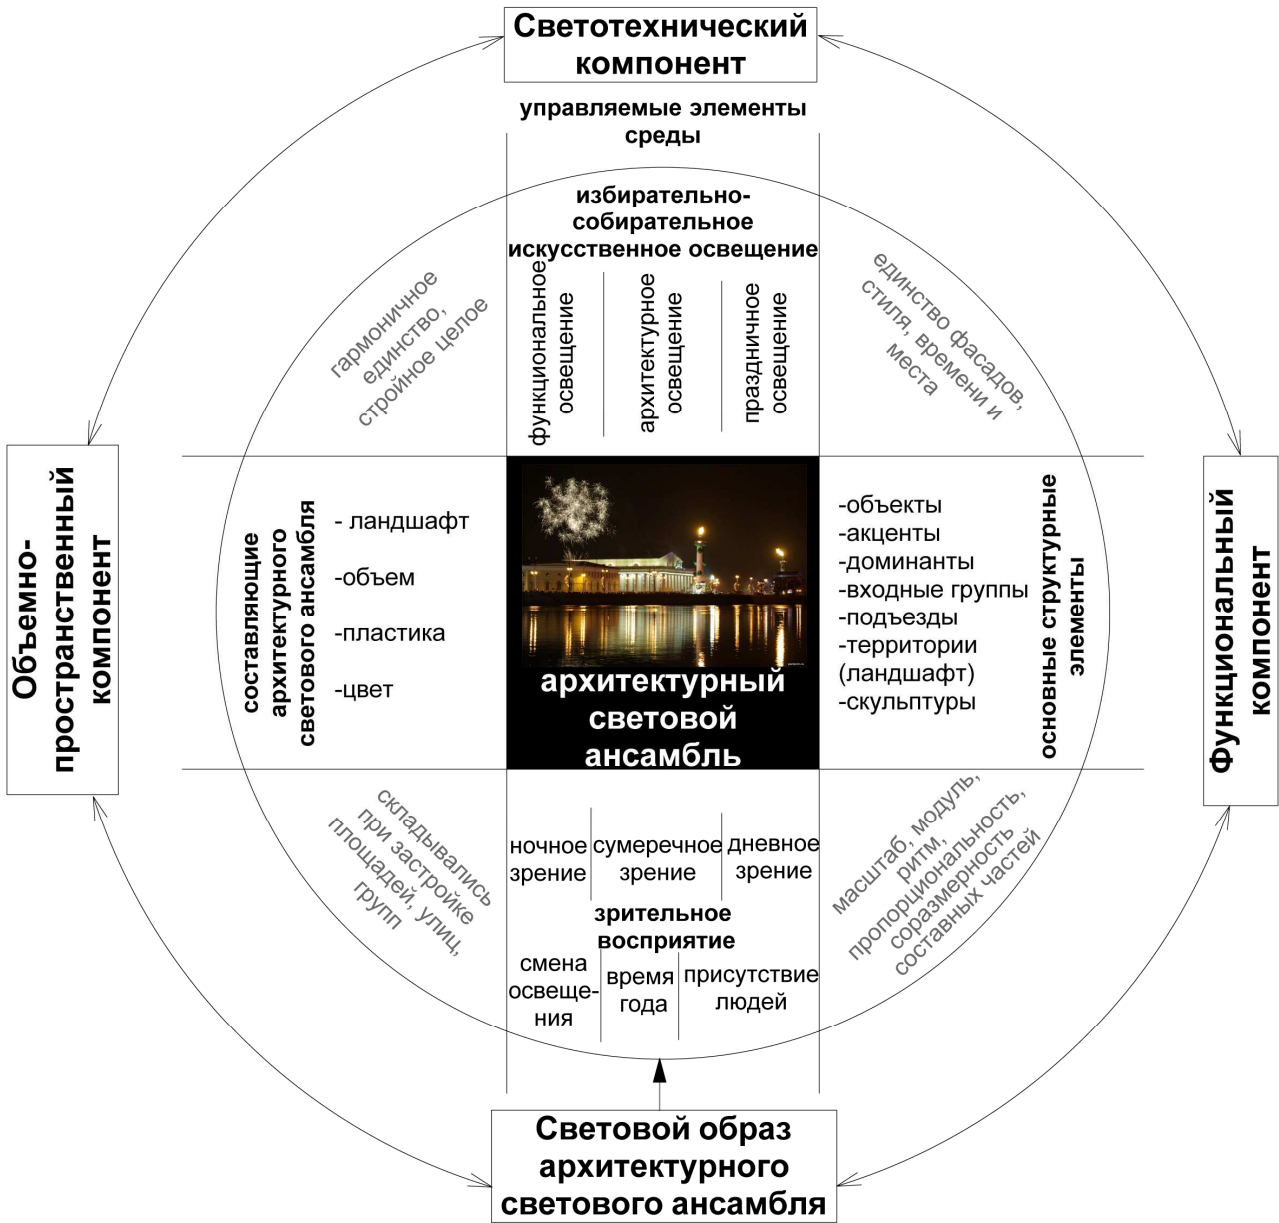 Светотехнический
компонент
управляемые элементы
среды
избирательно-
собирательное
искусственное освещение
функциональное
освещение
архитектурное
освещение
праздничное
освещение
гармоничное
единство,
стройное целое
единство фасадов,
стиля, времени и
места
Объемно-
пространственный
компонент
составляющие
архитектурного
светового ансамбля
- ландшафт
-объем
-пластика
-цвет
архитектурный
световой
ансамбль
-объекты
-акценты
-доминанты
-входные группы
-подъезды
-территории
(ландшафт)
-скульптуры
основные структурные
элементы
Функциональный
компонент
складывались
при застройке
площадей, улиц,
групп
ночное
зрение
сумеречное
зрение
дневное
зрение
зрительное
восприятие
смена
освеще-
ния
время
года
присутствие
людей
масштаб, модуль,
ритм,
пропорциональность,
соразмерность
составных частей
Световой образ
архитектурного
светового ансамбля